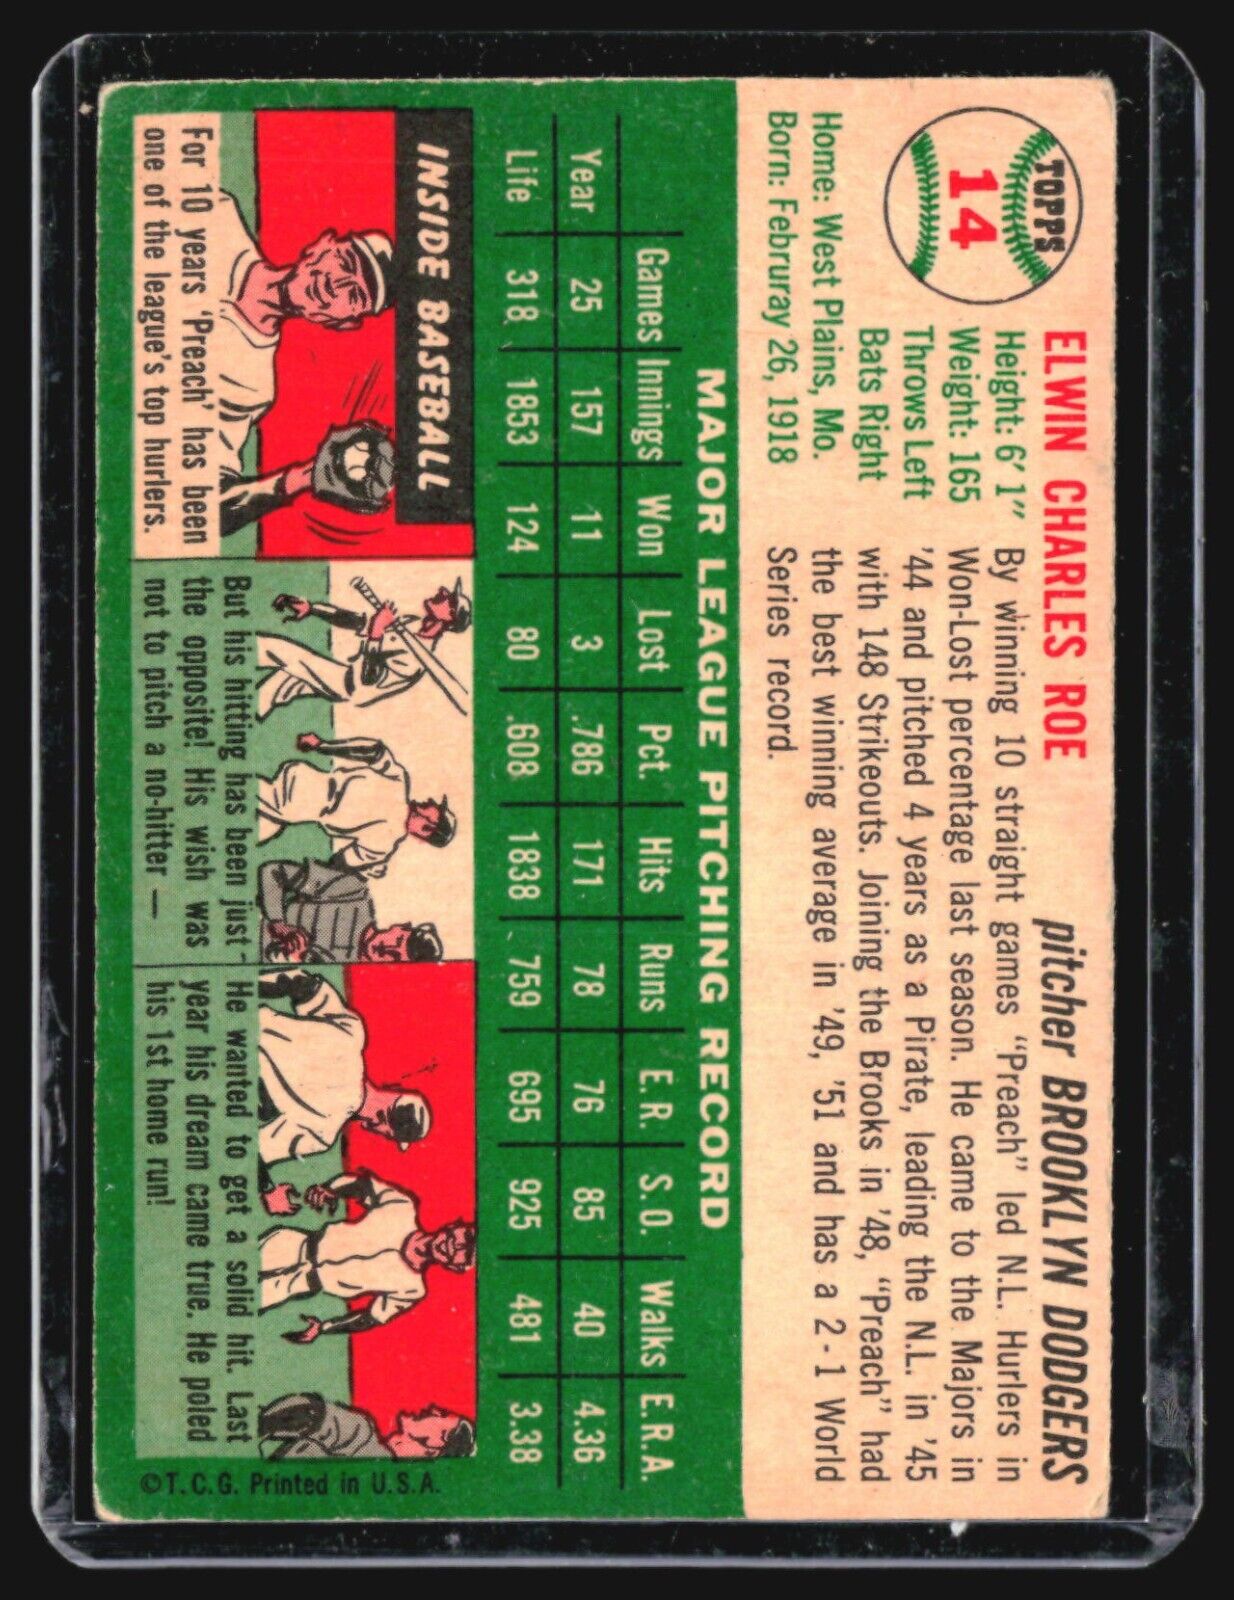 TOPPS
14
ELWIN CHARLES ROE
pitcher BROOKLYN DODGERS
Height: 6' 1"
Weight: 165
Throws Left
Bats Right
Home: West Plains, Mo.
Born: Februray 26, 1918
By winning 10 straight games "Preach" led N.L. Hurlers in
Won-Lost percentage last season. He came to the Majors in
'44 and pitched 4 years as a Pirate, leading the N.L. in '45
with 148 Strikeouts. Joining the Brooks in '48, "Preach" had
the best winning average in '49, '51 and has a 2-1 World
Series record.
MAJOR LEAGUE PITCHING RECORD
Games Innings Won Lost Pct. Hits Runs E.R. S.O. Walks E.R.A.
Year 25 157 11 3 .786 171 78 76 85 40 4.36
Life 318 1853 124 80 .608 1838 759 695 925 481 3.38
INSIDE BASEBALL
For 10 years 'Preach' has been
one of the league's top hurlers.
But his hitting has been just
the opposite! His wish was
not to pitch a no-hitter —
He wanted to get a solid hit. Last
year his dream came true. He poled
his 1st home run!
©T.C.G. Printed in U.S.A.